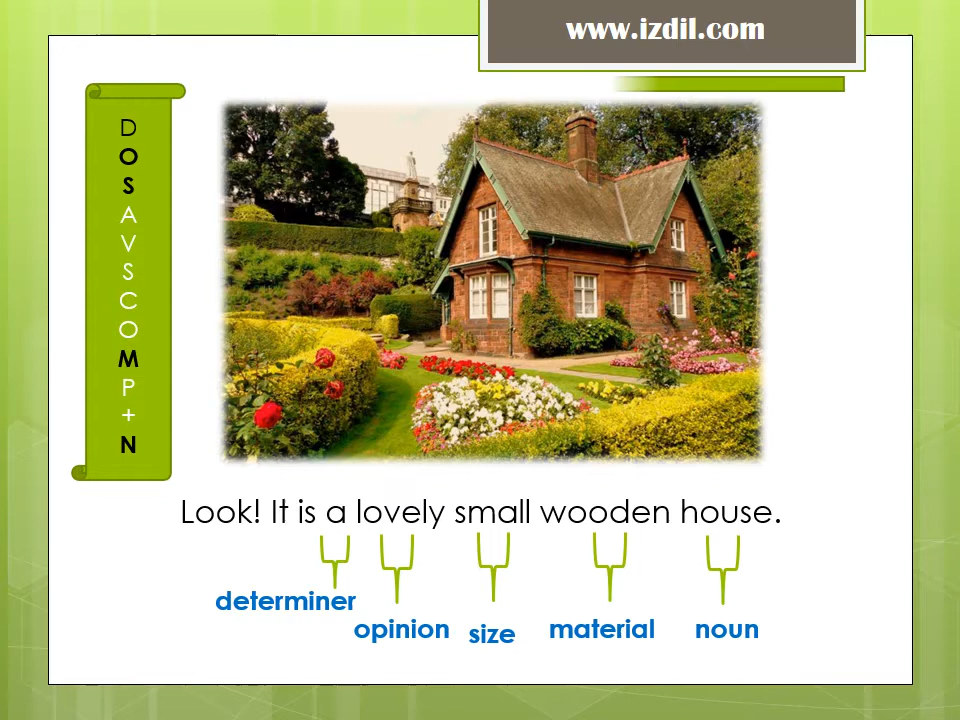 www.izdil.com
D
O
S
A
V
S
C
O
M
P
+
N
Look! It is a lovely small wooden house.
determiner
opinion
size
material
noun